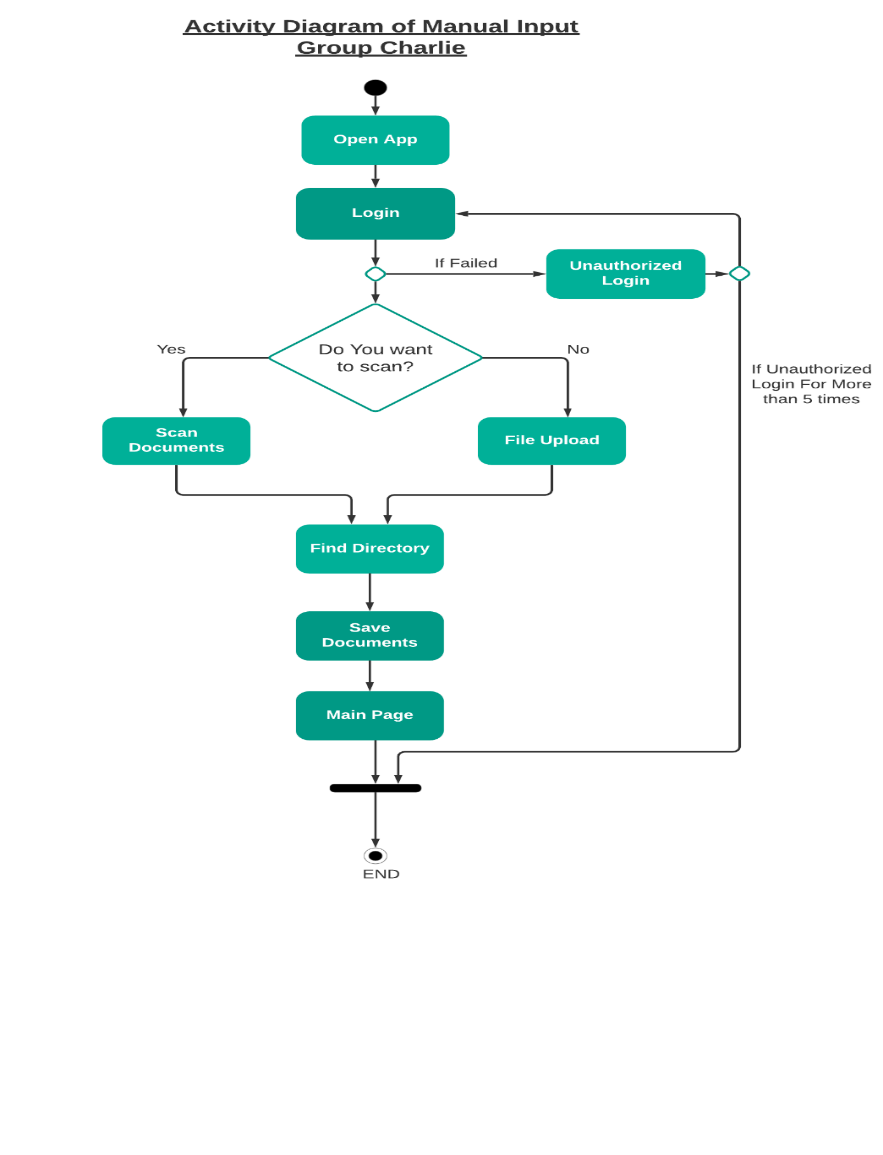 Activity Diagram of Manual Input
Group Charlie
Open App
Login
If Failed
Unauthorized
Login
Do You want
to scan?
Yes
No
If Unauthorized
Login For More
than 5 times
Scan
Documents
File Upload
Find Directory
Save
Documents
Main Page
END